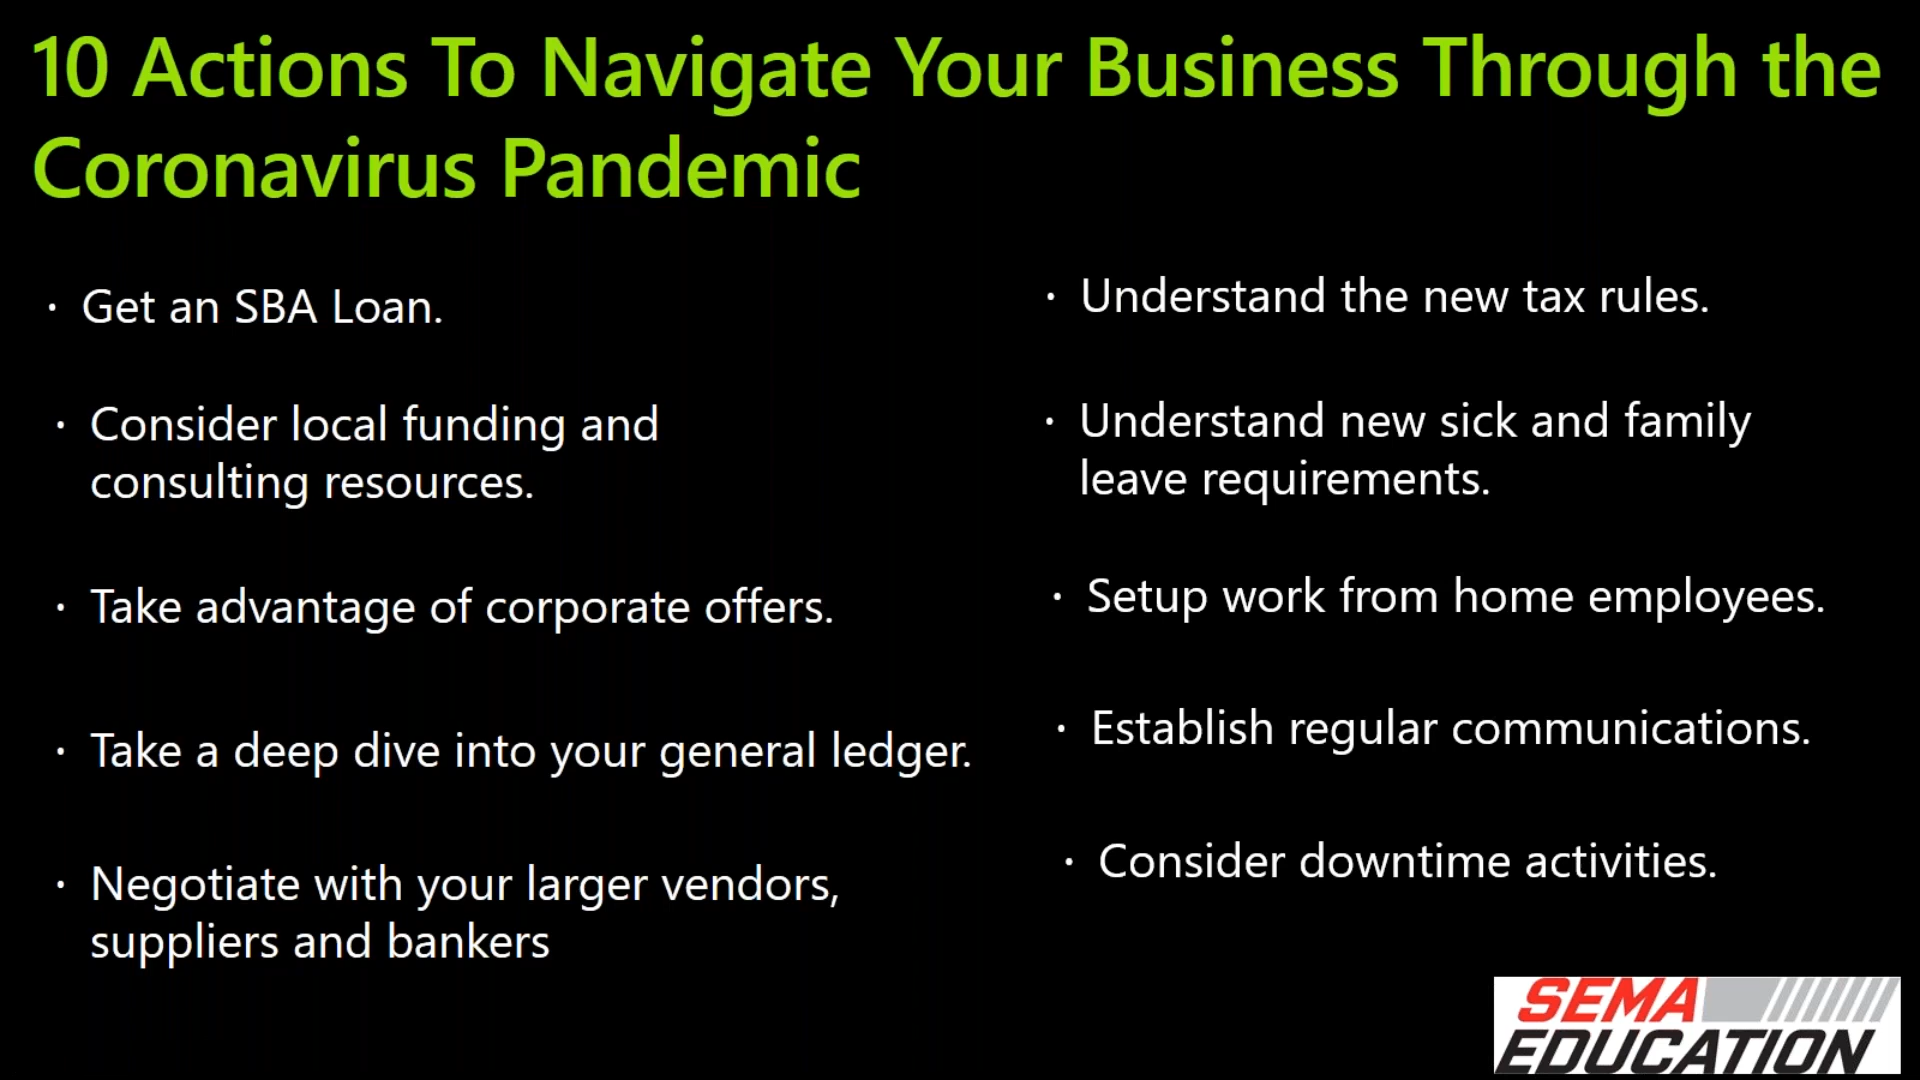 10 Actions To Navigate Your Business Through the
Coronavirus Pandemic
· Get an SBA Loan.
· Consider local funding and
consulting resources.
· Take advantage of corporate offers.
· Take a deep dive into your general ledger.
· Negotiate with your larger vendors,
suppliers and bankers
· Understand the new tax rules.
· Understand new sick and family
leave requirements.
· Setup work from home employees.
· Establish regular communications.
· Consider downtime activities.
SEMA
EDUCATION